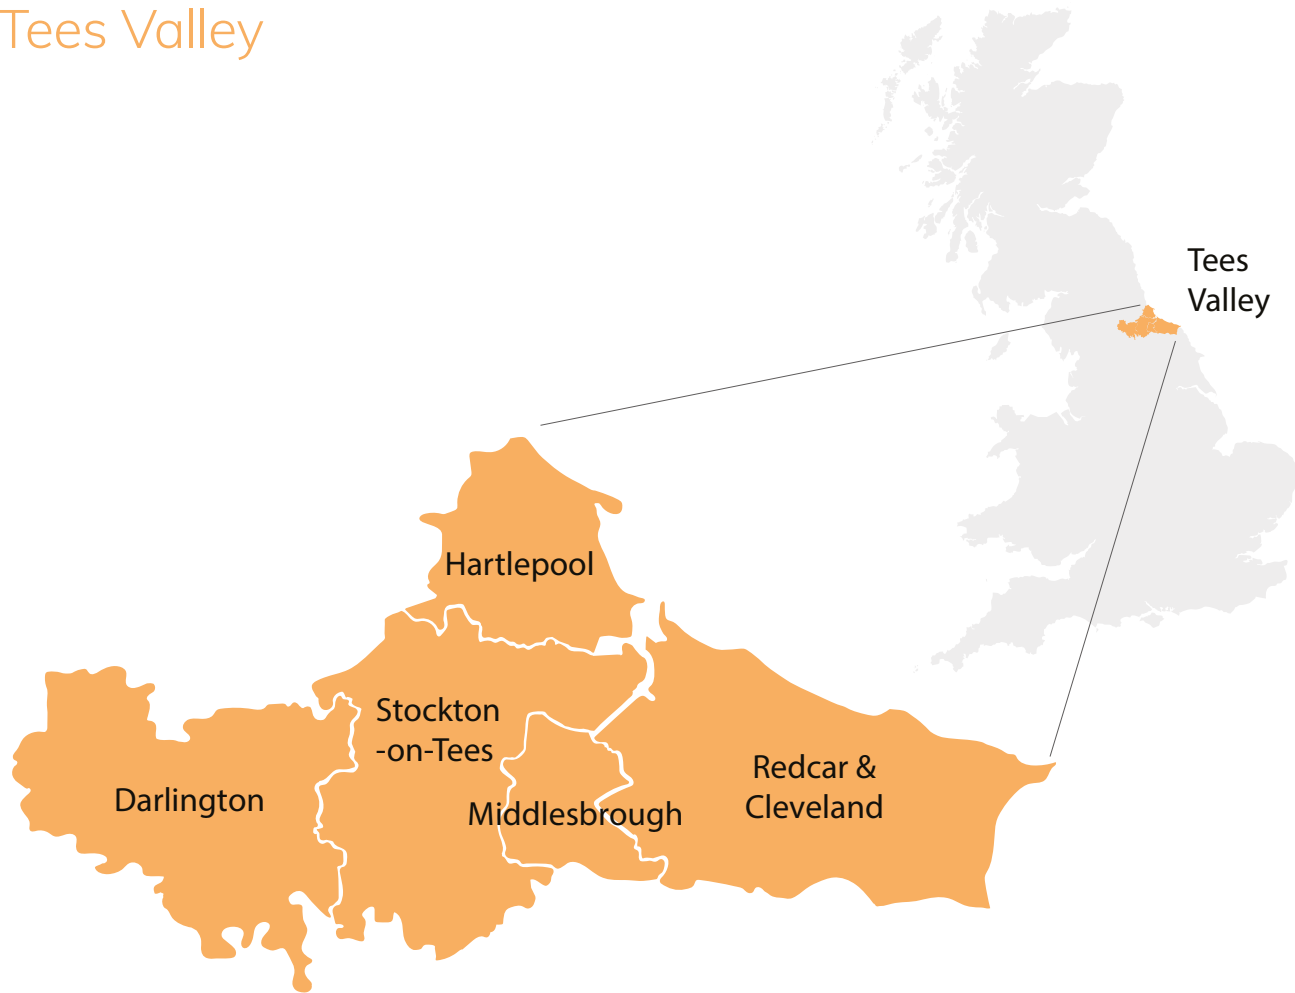 Tees Valley
Tees
Valley
Hartlepool
Stockton
-on-Tees
Darlington
Middlesbrough
Redcar &
Cleveland